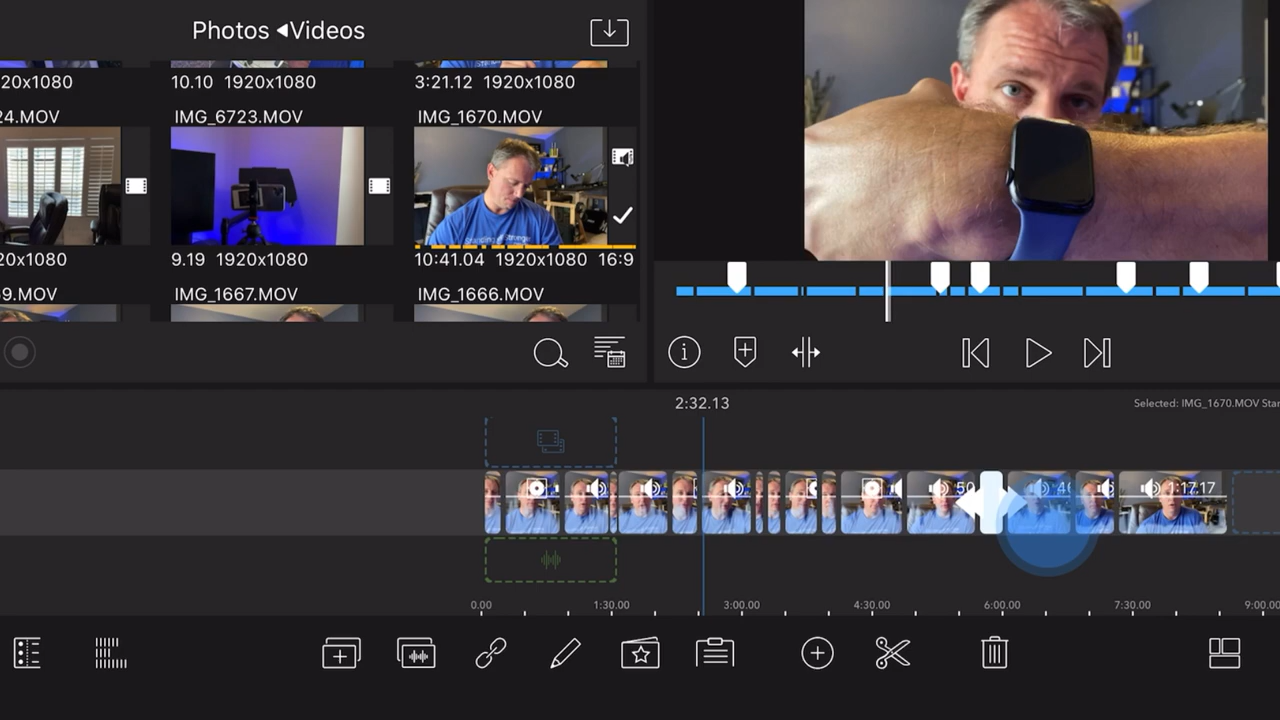 Photos ◀Videos
20x1080
10.10 1920x1080
3:21.12 1920x1080
24.MOV
IMG_6723.MOV
IMG_1670.MOV
20x1080
9.19 1920x1080
10:41.04 1920x1080 16:9
9.MOV
IMG_1667.MOV
IMG_1666.MOV
2:32.13
Selected: IMG_1670.MOV Star
50
46
1:17.17
0.00
1:30.00
3:00.00
4:30.00
6:00.00
7:30.00
9:00.00